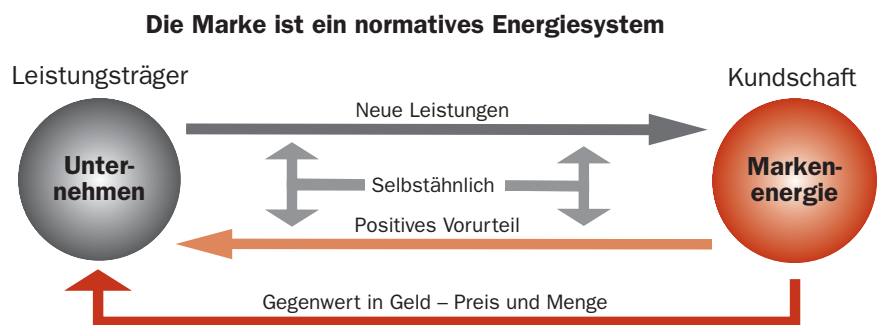 Die Marke ist ein normatives Energiesystem
Leistungsträger
Kundschaft
Neue Leistungen
Unter-
nehmen
Selbstähnlich
Marken-
energie
Positives Vorurteil
Gegenwert in Geld – Preis und Menge